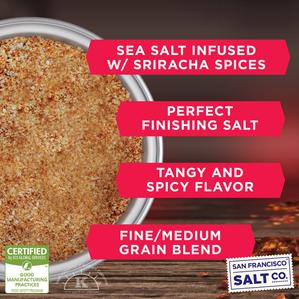 SEA SALT INFUSED
W/ SRIRACHA SPICES
PERFECT
FINISHING SALT
TANGY AND
SPICY FLAVOR
FINE/MEDIUM
GRAIN BLEND
CERTIFIED
GOOD
MANUFACTURING
PRACTICES
K
SAN FRANCISCO
SALT CO.